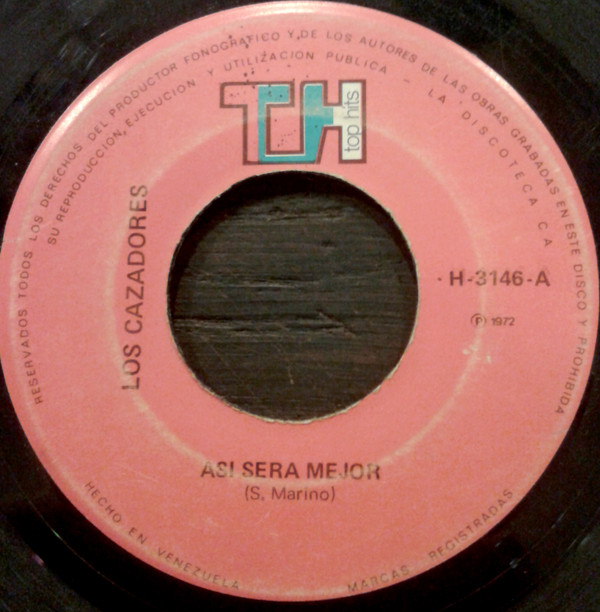 RESERVADOS TODOS LOS DERECHOS DEL PRODUCTOR FONOGRAFICO Y DE LOS AUTORES DE LAS OBRAS GRABADAS EN ESTE DISCO Y PROHIBIDA
SU REPRODUCCION, EJECUCION Y UTILIZACION PUBLICA - LA DISCOTECA C A
TH
top hits
LOS CAZADORES
H-3146-A
Ⓟ 1972
ASI SERA MEJOR
(S. Marino)
HECHO EN VENEZUELA
MARCAS REGISTRADAS